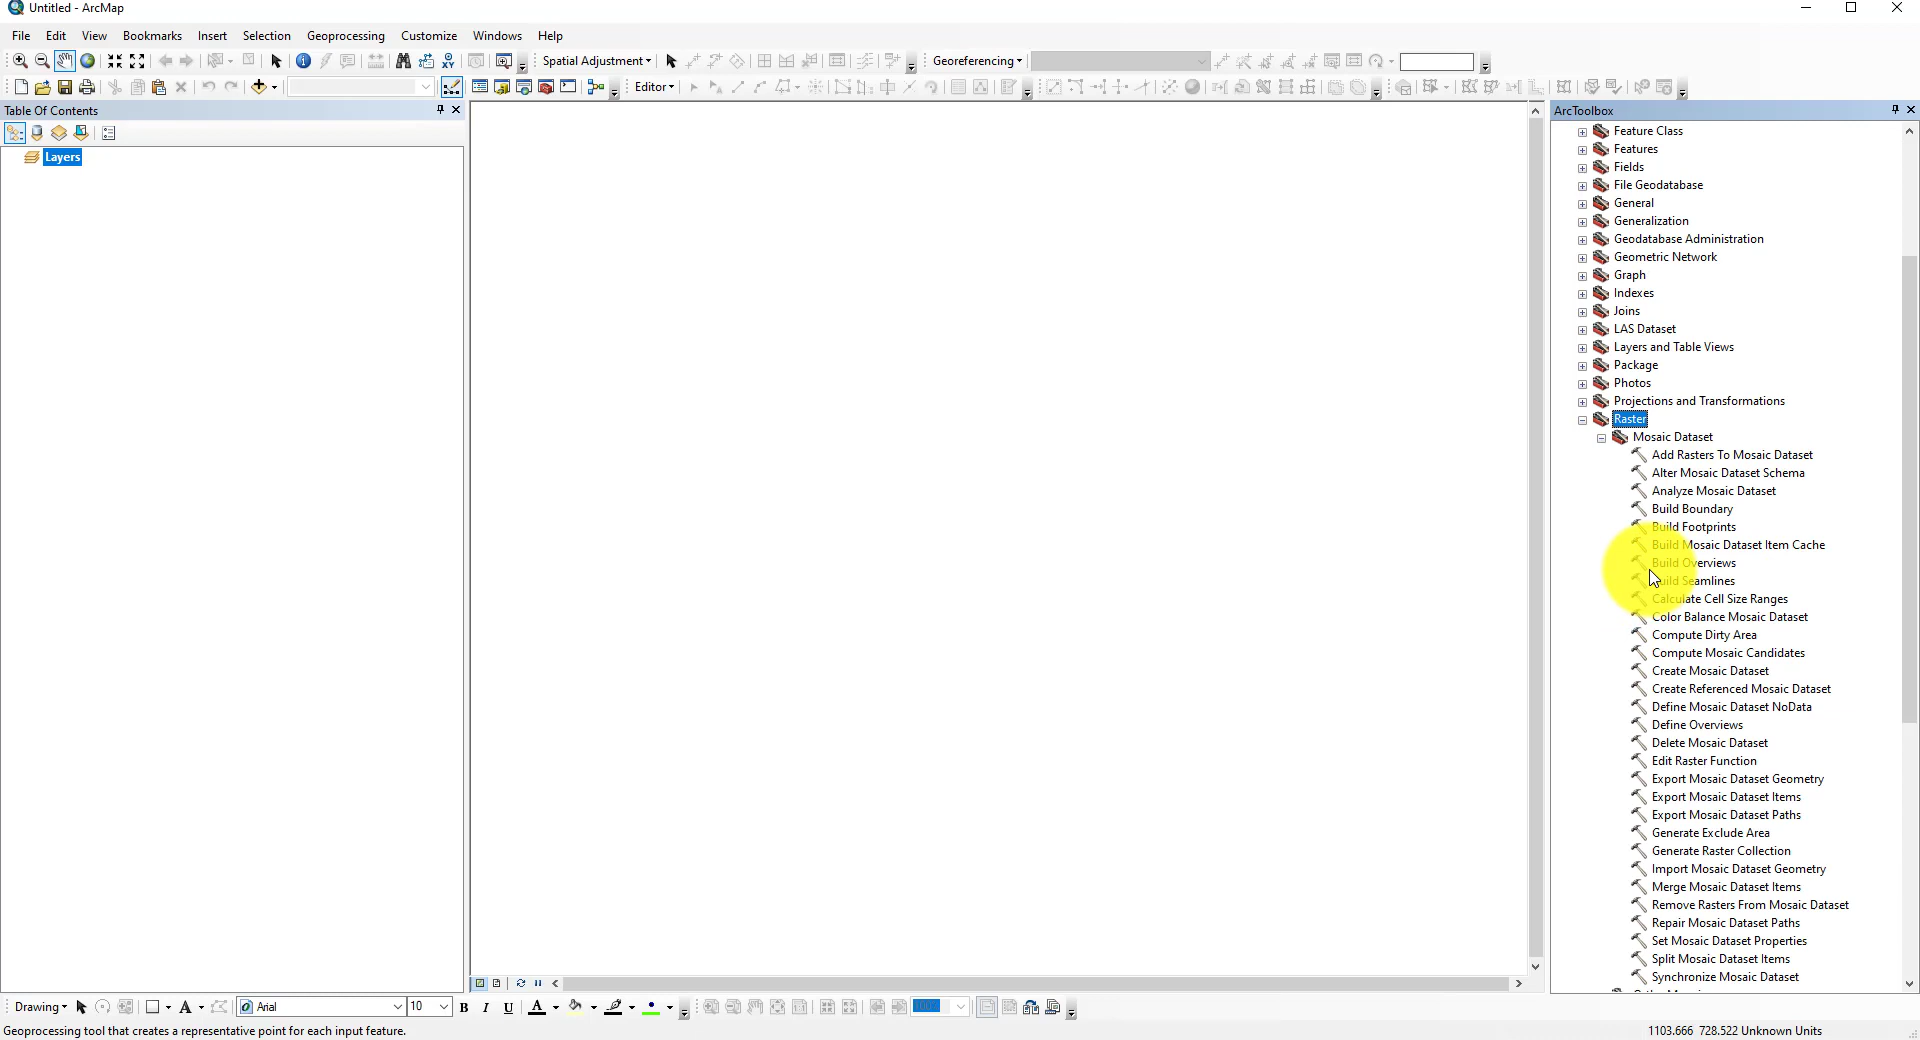 Untitled - ArcMap
File Edit View Bookmarks Insert Selection Geoprocessing Customize Windows Help
Spatial Adjustment Georeferencing
Editor
Table Of Contents
Layers
ArcToolbox
Feature Class
Features
Fields
File Geodatabase
General
Generalization
Geodatabase Administration
Geometric Network
Graph
Indexes
Joins
LAS Dataset
Layers and Table Views
Package
Photos
Projections and Transformations
Raster
Mosaic Dataset
Add Rasters To Mosaic Dataset
Alter Mosaic Dataset Schema
Analyze Mosaic Dataset
Build Boundary
Build Footprints
Build Mosaic Dataset Item Cache
Build Overviews
Build Seamlines
Calculate Cell Size Ranges
Color Balance Mosaic Dataset
Compute Dirty Area
Compute Mosaic Candidates
Create Mosaic Dataset
Create Referenced Mosaic Dataset
Define Mosaic Dataset NoData
Define Overviews
Delete Mosaic Dataset
Edit Raster Function
Export Mosaic Dataset Geometry
Export Mosaic Dataset Items
Export Mosaic Dataset Paths
Generate Exclude Area
Generate Raster Collection
Import Mosaic Dataset Geometry
Merge Mosaic Dataset Items
Remove Rasters From Mosaic Dataset
Repair Mosaic Dataset Paths
Set Mosaic Dataset Properties
Split Mosaic Dataset Items
Synchronize Mosaic Dataset
Drawing A Arial 10 B I U A
Geoprocessing tool that creates a representative point for each input feature.
1103.666 728.522 Unknown Units